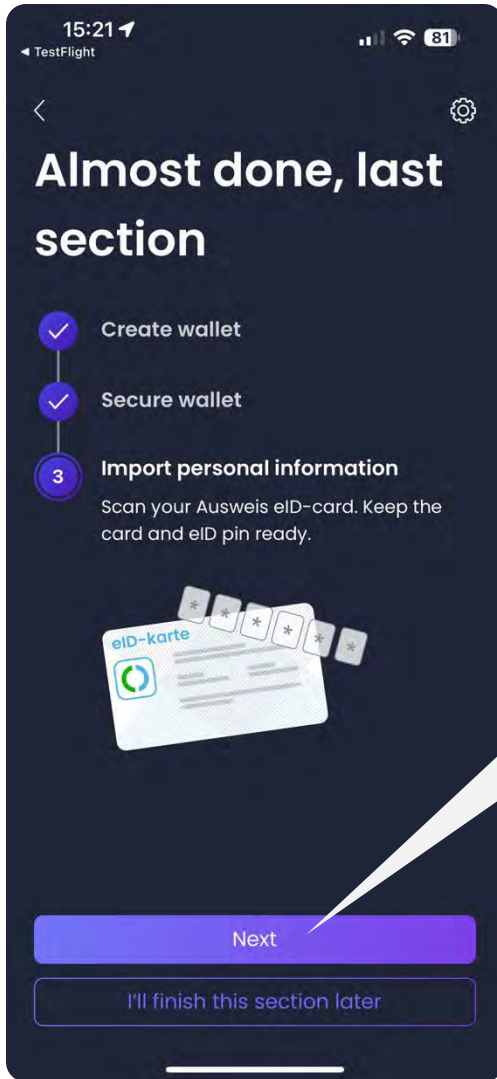 15:21
81
◀ TestFlight
Almost done, last
section
Create wallet
Secure wallet
3
Import personal information
Scan your Ausweis eID-card. Keep the
card and eID pin ready.
* * * * * *
eID-karte
Next
I'll finish this section later